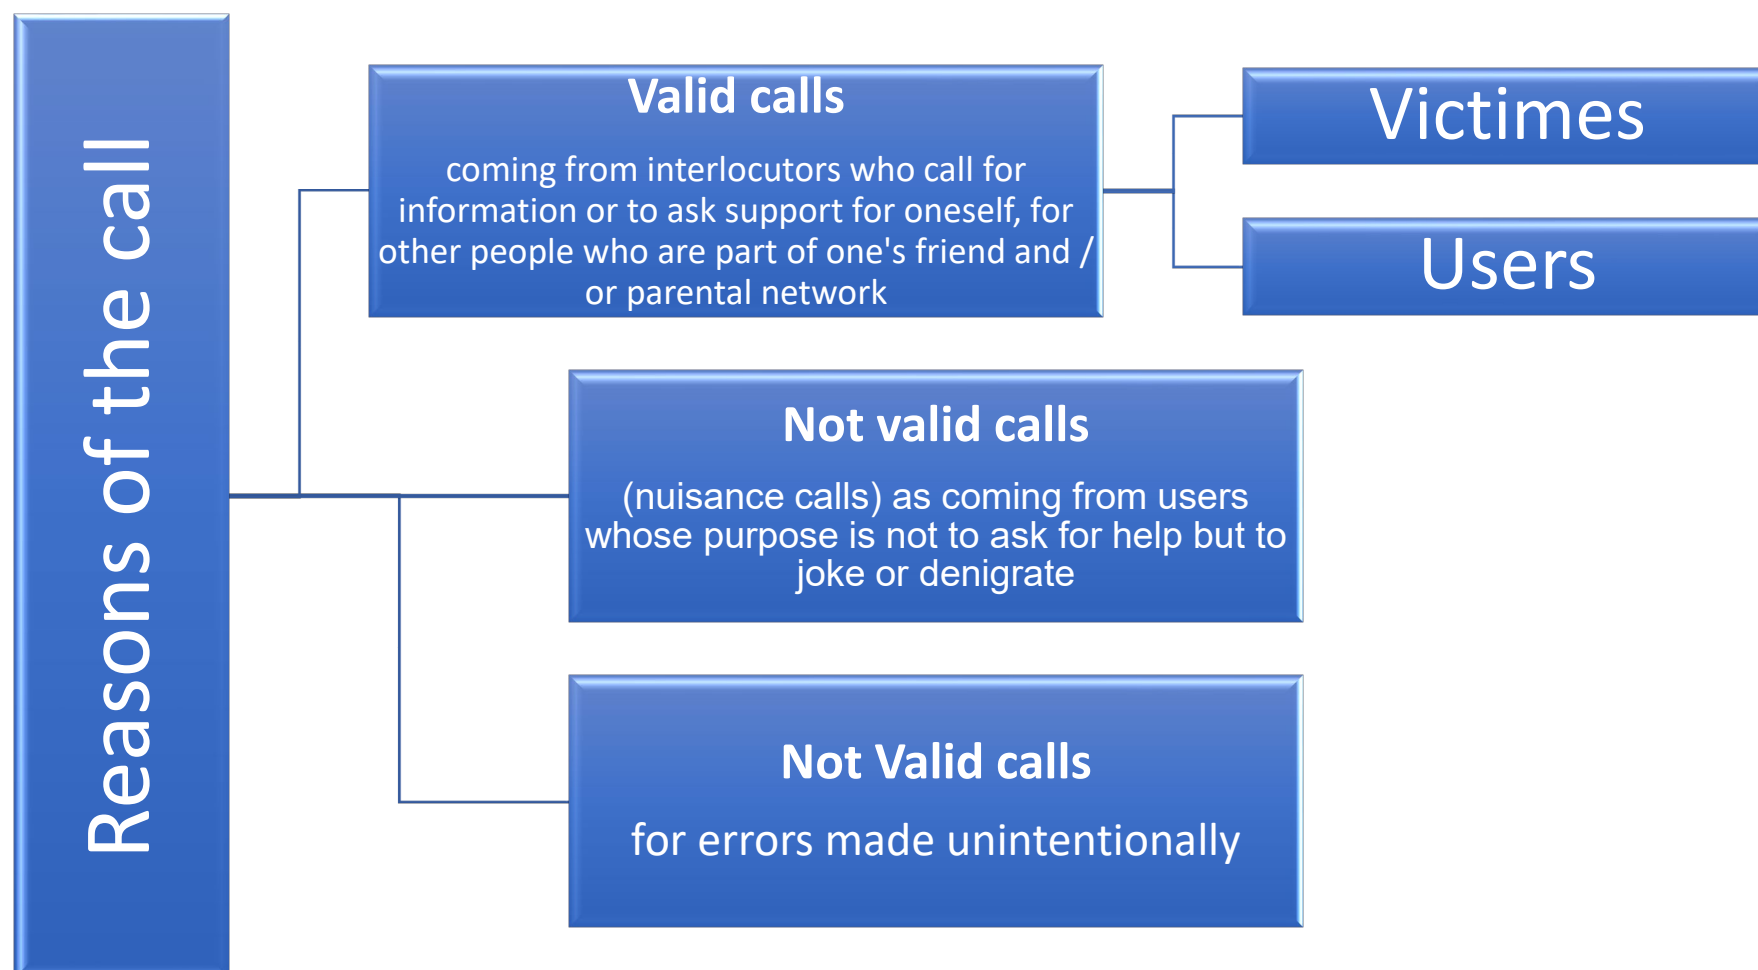 Reasons of the call
Valid calls
coming from interlocutors who call for
information or to ask support for oneself, for
other people who are part of one's friend and /
or parental network
Victimes
Users
Not valid calls
(nuisance calls) as coming from users
whose purpose is not to ask for help but to
joke or denigrate
Not Valid calls
for errors made unintentionally